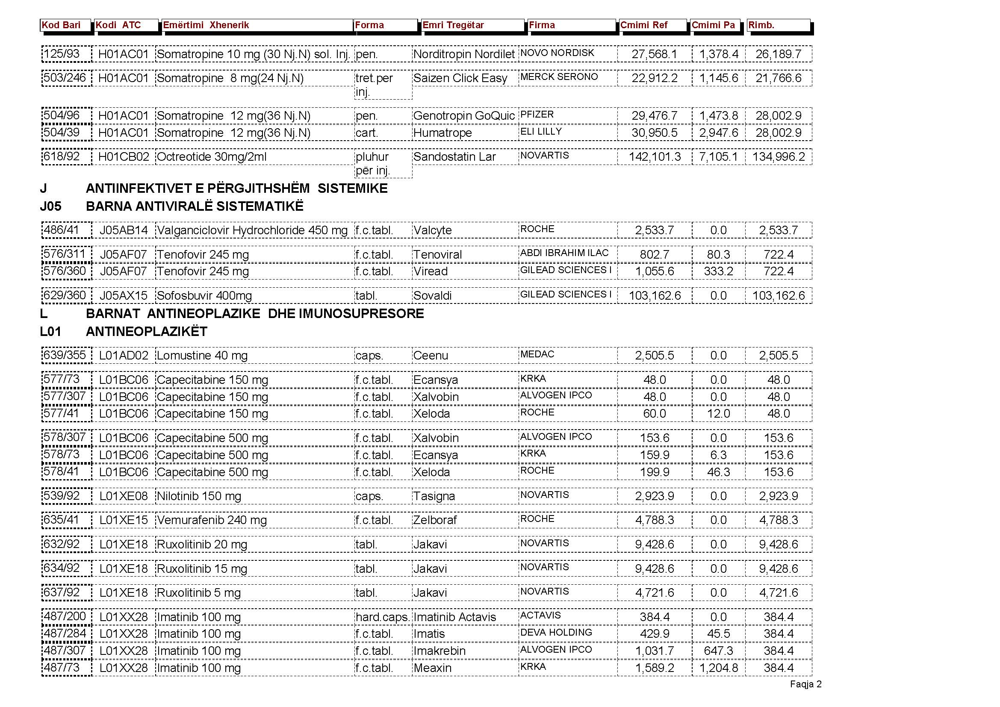 Kod Bari Kodi ATC Emërtimi Xhenerik Forma Emri Tregëtar Firma Cmimi Ref Cmimi Pa Rimb.
125/93 H01AC01 Somatropine 10 mg (30 Nj.N) sol. Inj. pen. Norditropin Nordilet NOVO NORDISK 27,568.1 1,378.4 26,189.7
503/246 H01AC01 Somatropine 8 mg(24 Nj.N) tret.per Saizen Click Easy MERCK SERONO 22,912.2 1,145.6 21,766.6
inj.
504/96 H01AC01 Somatropine 12 mg(36 Nj.N) pen. Genotropin GoQuic PFIZER 29,476.7 1,473.8 28,002.9
504/39 H01AC01 Somatropine 12 mg(36 Nj.N) cart. Humatrope ELI LILLY 30,950.5 2,947.6 28,002.9
618/92 H01CB02 Octreotide 30mg/2ml pluhur Sandostatin Lar NOVARTIS 142,101.3 7,105.1 134,996.2
për inj.
J ANTIINFEKTIVET E PËRGJITHSHËM SISTEMIKE
J05 BARNA ANTIVIRALË SISTEMATIKË
486/41 J05AB14 Valganciclovir Hydrochloride 450 mg f.c.tabl. Valcyte ROCHE 2,533.7 0.0 2,533.7
576/311 J05AF07 Tenofovir 245 mg f.c.tabl. Tenoviral ABDI IBRAHIM ILAC 802.7 80.3 722.4
576/360 J05AF07 Tenofovir 245 mg f.c.tabl. Viread GILEAD SCIENCES I 1,055.6 333.2 722.4
629/360 J05AX15 Sofosbuvir 400mg tabl. Sovaldi GILEAD SCIENCES I 103,162.6 0.0 103,162.6
L BARNAT ANTINEOPLAZIKE DHE IMUNOSUPRESORE
L01 ANTINEOPLAZIKËT
639/355 L01AD02 Lomustine 40 mg caps. Ceenu MEDAC 2,505.5 0.0 2,505.5
577/73 L01BC06 Capecitabine 150 mg f.c.tabl. Ecansya KRKA 48.0 0.0 48.0
577/307 L01BC06 Capecitabine 150 mg f.c.tabl. Xalvobin ALVOGEN IPCO 48.0 0.0 48.0
577/41 L01BC06 Capecitabine 150 mg f.c.tabl. Xeloda ROCHE 60.0 12.0 48.0
578/307 L01BC06 Capecitabine 500 mg f.c.tabl. Xalvobin ALVOGEN IPCO 153.6 0.0 153.6
578/73 L01BC06 Capecitabine 500 mg f.c.tabl. Ecansya KRKA 159.9 6.3 153.6
578/41 L01BC06 Capecitabine 500 mg f.c.tabl. Xeloda ROCHE 199.9 46.3 153.6
539/92 L01XE08 Nilotinib 150 mg caps. Tasigna NOVARTIS 2,923.9 0.0 2,923.9
635/41 L01XE15 Vemurafenib 240 mg f.c.tabl. Zelboraf ROCHE 4,788.3 0.0 4,788.3
632/92 L01XE18 Ruxolitinib 20 mg tabl. Jakavi NOVARTIS 9,428.6 0.0 9,428.6
634/92 L01XE18 Ruxolitinib 15 mg tabl. Jakavi NOVARTIS 9,428.6 0.0 9,428.6
637/92 L01XE18 Ruxolitinib 5 mg tabl. Jakavi NOVARTIS 4,721.6 0.0 4,721.6
487/200 L01XX28 Imatinib 100 mg hard.caps. Imatinib Actavis ACTAVIS 384.4 0.0 384.4
487/284 L01XX28 Imatinib 100 mg f.c.tabl. Imatis DEVA HOLDING 429.9 45.5 384.4
487/307 L01XX28 Imatinib 100 mg f.c.tabl. Imakrebin ALVOGEN IPCO 1,031.7 647.3 384.4
487/73 L01XX28 Imatinib 100 mg f.c.tabl. Meaxin KRKA 1,589.2 1,204.8 384.4
Faqja 2